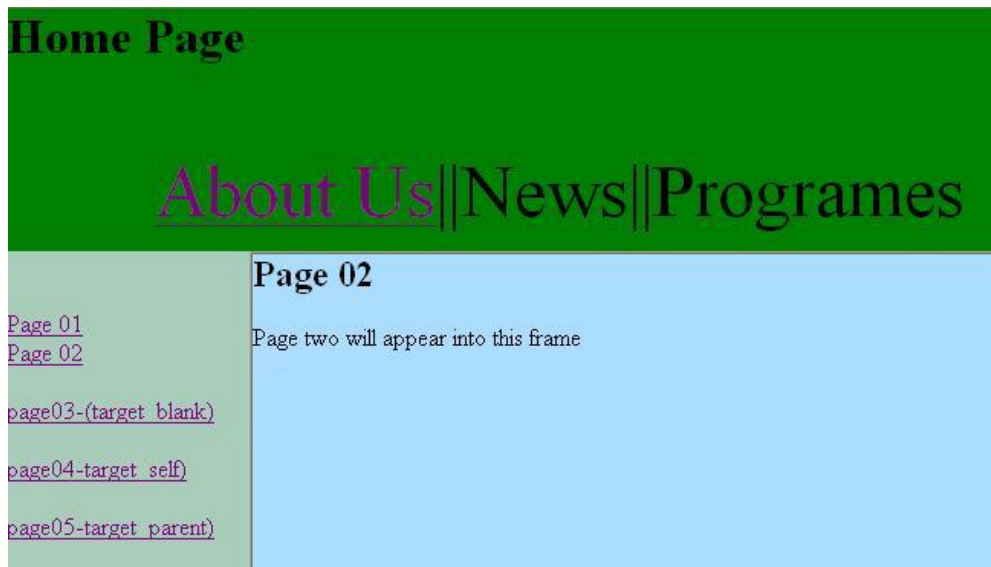 Home Page
About Us||News||Programes
Page 01
Page 02
page03-(target_blank)
page04-target_self)
page05-target_parent)
Page 02
Page two will appear into this frame